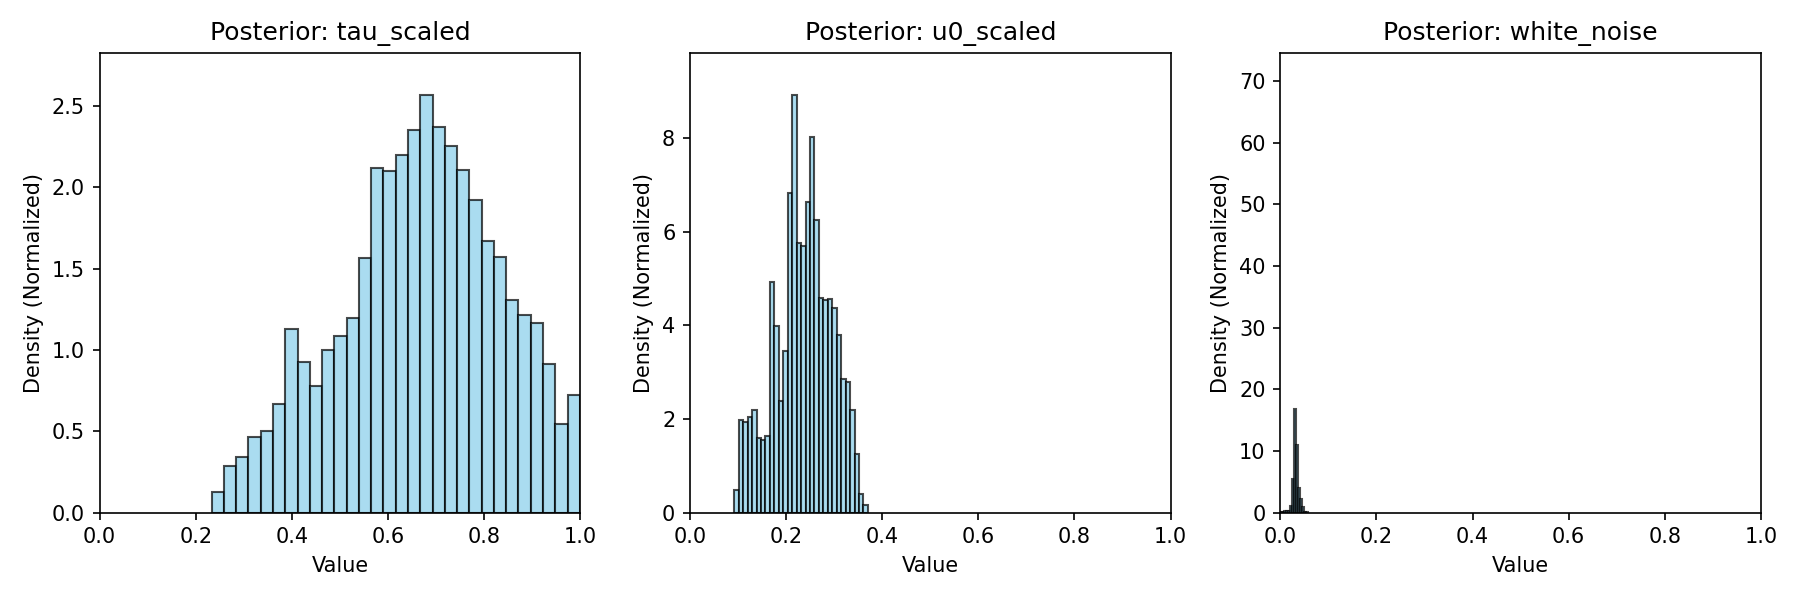 Posterior: tau_scaled
Density (Normalized)
2.5
2.0
1.5
1.0
0.5
0.0
0.0 0.2 0.4 0.6 0.8 1.0
Value
Posterior: u0_scaled
Density (Normalized)
8
6
4
2
0
0.0 0.2 0.4 0.6 0.8 1.0
Value
Posterior: white_noise
Density (Normalized)
70
60
50
40
30
20
10
0
0.0 0.2 0.4 0.6 0.8 1.0
Value